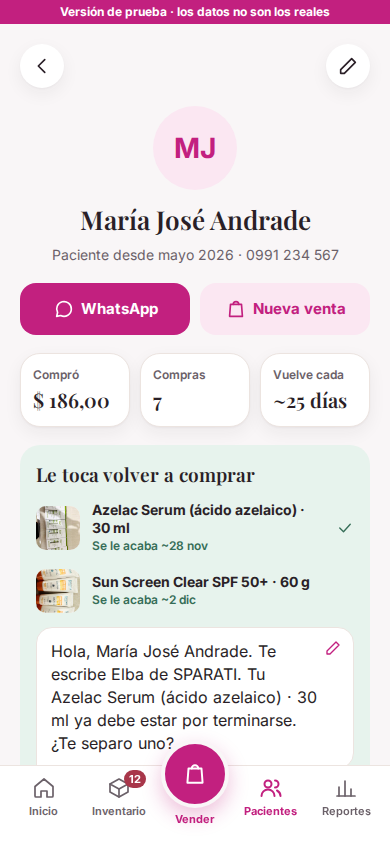 Versión de prueba · los datos no son los reales
MJ
María José Andrade
Paciente desde mayo 2026 · 0991 234 567
WhatsApp
Nueva venta
Compró
$ 186,00
Compras
7
Vuelve cada
~25 días
Le toca volver a comprar
Azelac Serum (ácido azelaico) ·
30 ml
Se le acaba ~28 nov
Sun Screen Clear SPF 50+ · 60 g
Se le acaba ~2 dic
Hola, María José Andrade. Te
escribe Elba de SPARATI. Tu
Azelac Serum (ácido azelaico) · 30
ml ya debe estar por terminarse.
¿Te separo uno?
12
Inicio
Inventario
Vender
Pacientes
Reportes